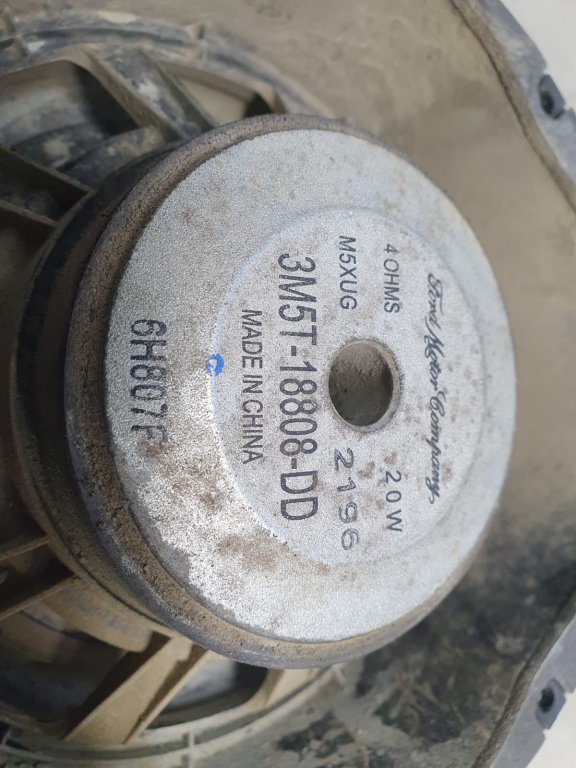 Ford Motor Company
4 OHMS 20W
M5XUG 2196
3M5T-18808-DD
MADE IN CHINA
6H807F